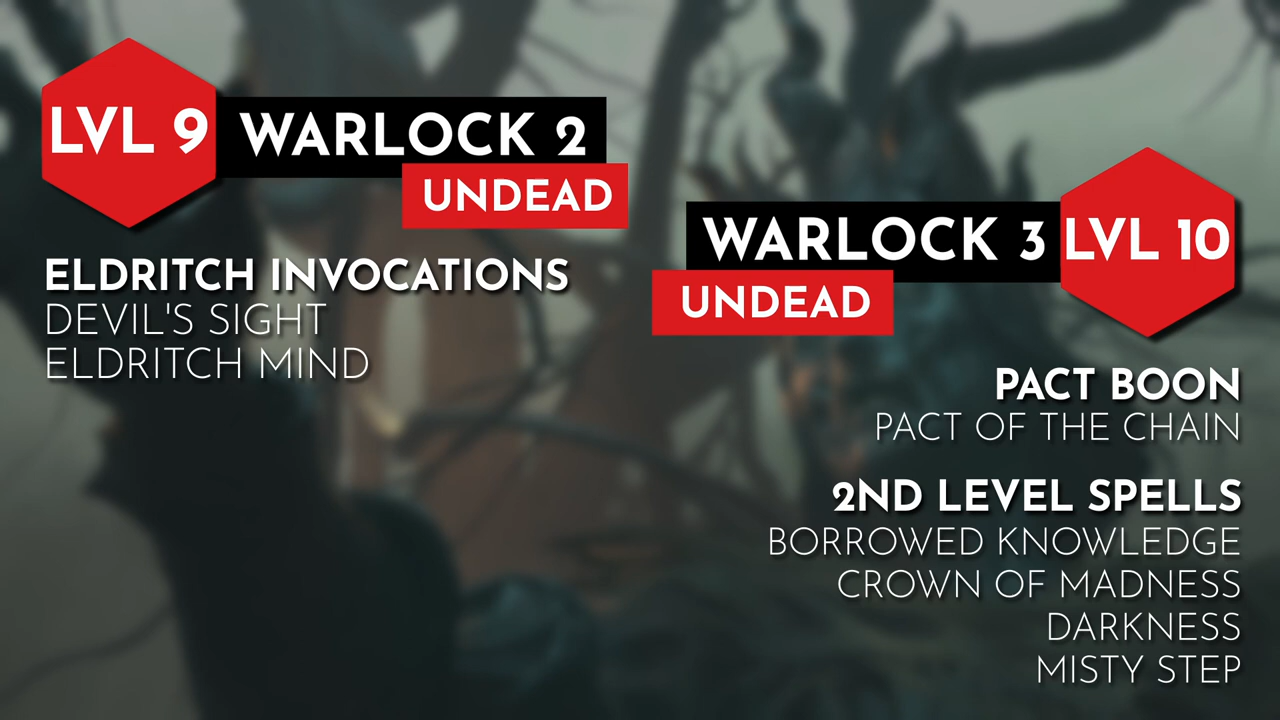 LVL 9
WARLOCK 2
UNDEAD
ELDRITCH INVOCATIONS
DEVIL'S SIGHT
ELDRITCH MIND
WARLOCK 3
LVL 10
UNDEAD
PACT BOON
PACT OF THE CHAIN
2ND LEVEL SPELLS
BORROWED KNOWLEDGE
CROWN OF MADNESS
DARKNESS
MISTY STEP